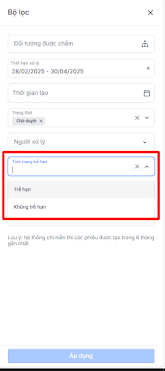 Bộ lọc
Đối tượng được chấm
Thời hạn xử lý
28/02/2025 - 30/04/2025
Thời gian tạo
Trạng thái
Chờ duyệt
Người xử lý
Tình trạng trễ hạn
Trễ hạn
Không trễ hạn
Lưu ý: hệ thống chỉ hiển thị các phiếu được tạo trong 6 tháng
gần nhất
Áp dụng